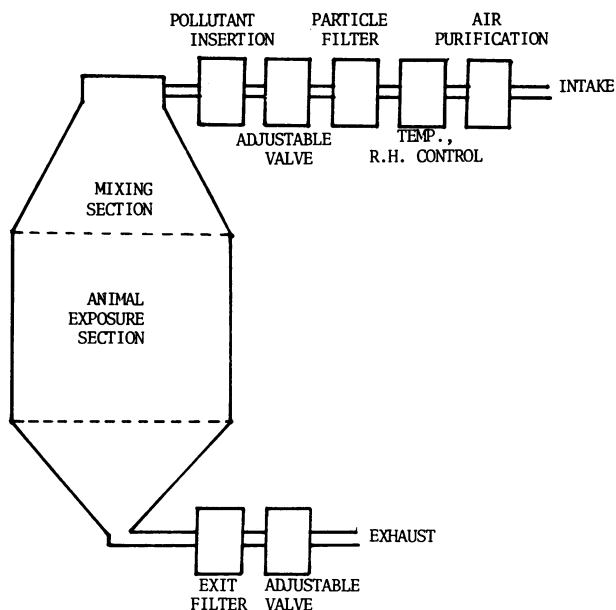 POLLUTANT
INSERTION
PARTICLE
FILTER
AIR
PURIFICATION
INTAKE
ADJUSTABLE
VALVE
TEMP.,
R.H. CONTROL
MIXING
SECTION
ANIMAL
EXPOSURE
SECTION
EXHAUST
EXIT
FILTER
ADJUSTABLE
VALVE